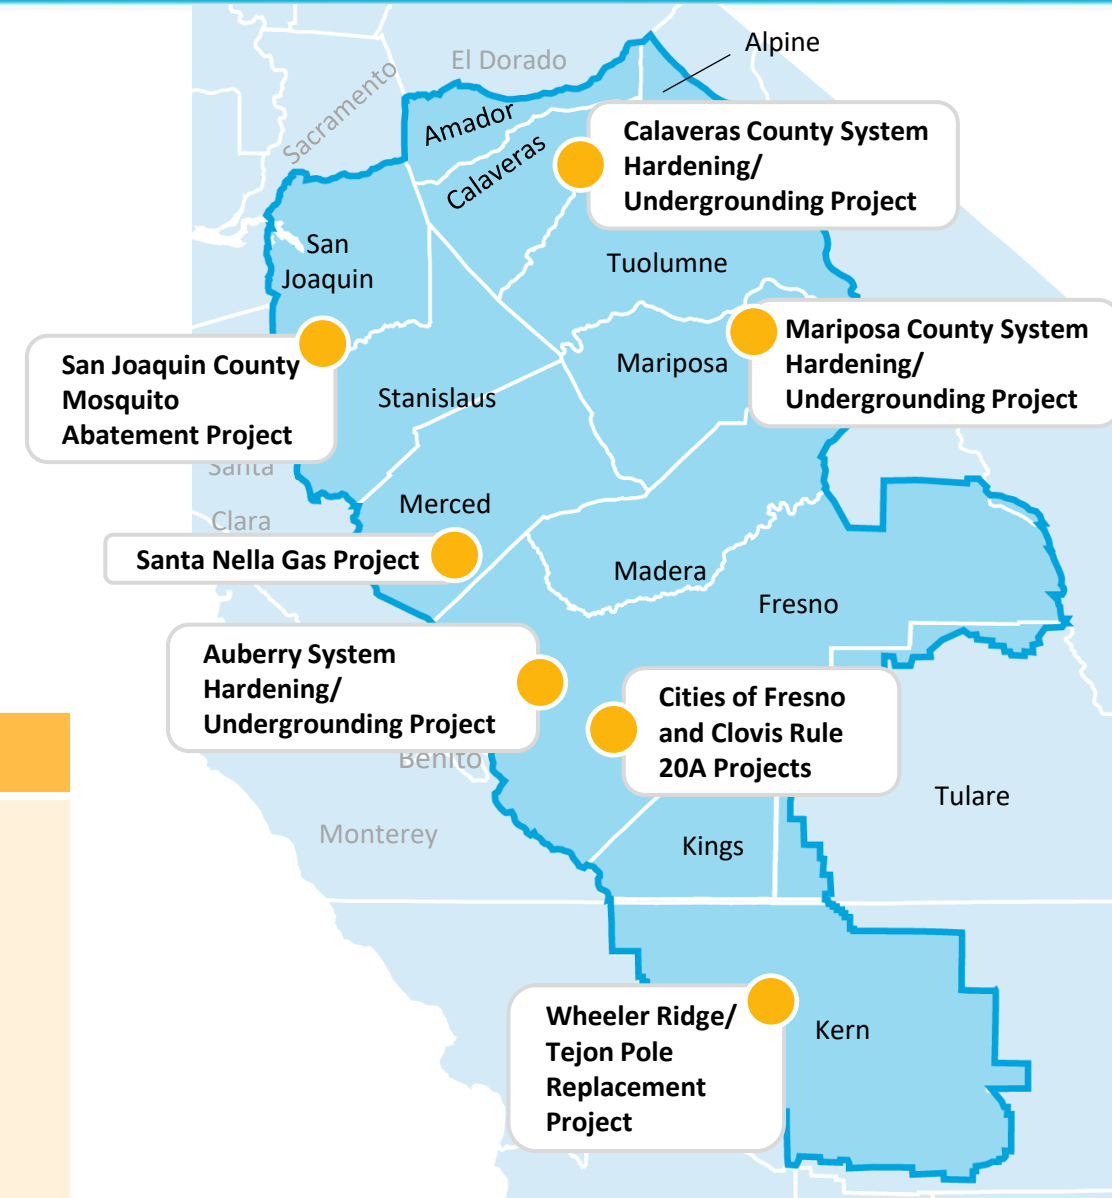 Alpine
El Dorado
Sacramento
Amador
Calaveras
Calaveras County System
Hardening/
Undergrounding Project
San
Joaquin
Tuolumne
Mariposa County System
Hardening/
Undergrounding Project
Mariposa
San Joaquin County
Mosquito
Abatement Project
Stanislaus
Santa
Clara
Merced
Santa Nella Gas Project
Madera
Fresno
Auberry System
Hardening/
Undergrounding Project
Benito
Cities of Fresno
and Clovis Rule
20A Projects
Tulare
Monterey
Kings
Wheeler Ridge/
Tejon Pole
Replacement
Project
Kern